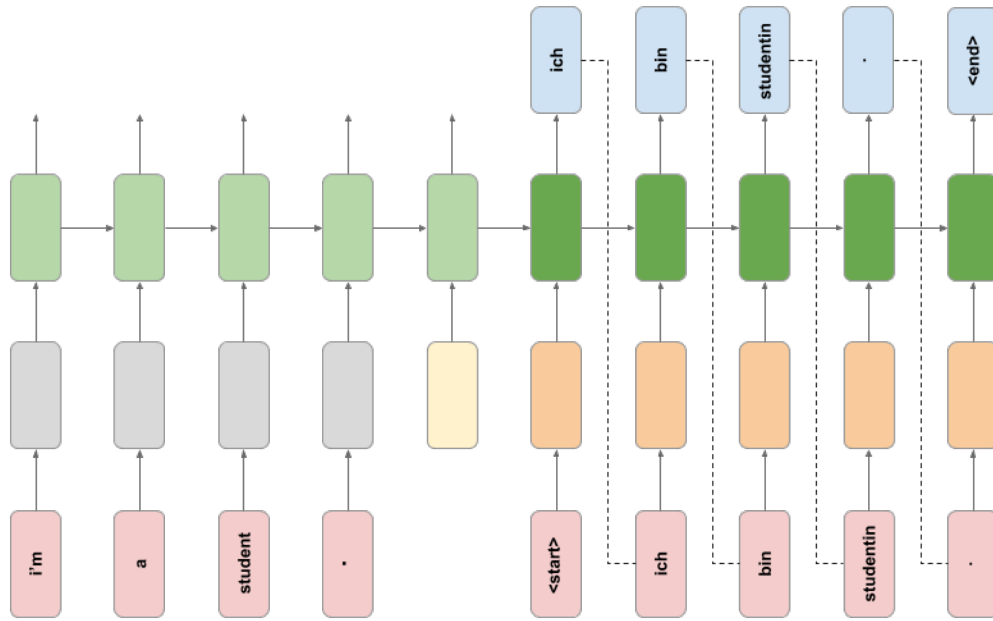 ich
bin
studentin
.
<end>
i'm
a
student
.
<start>
ich
bin
studentin
.